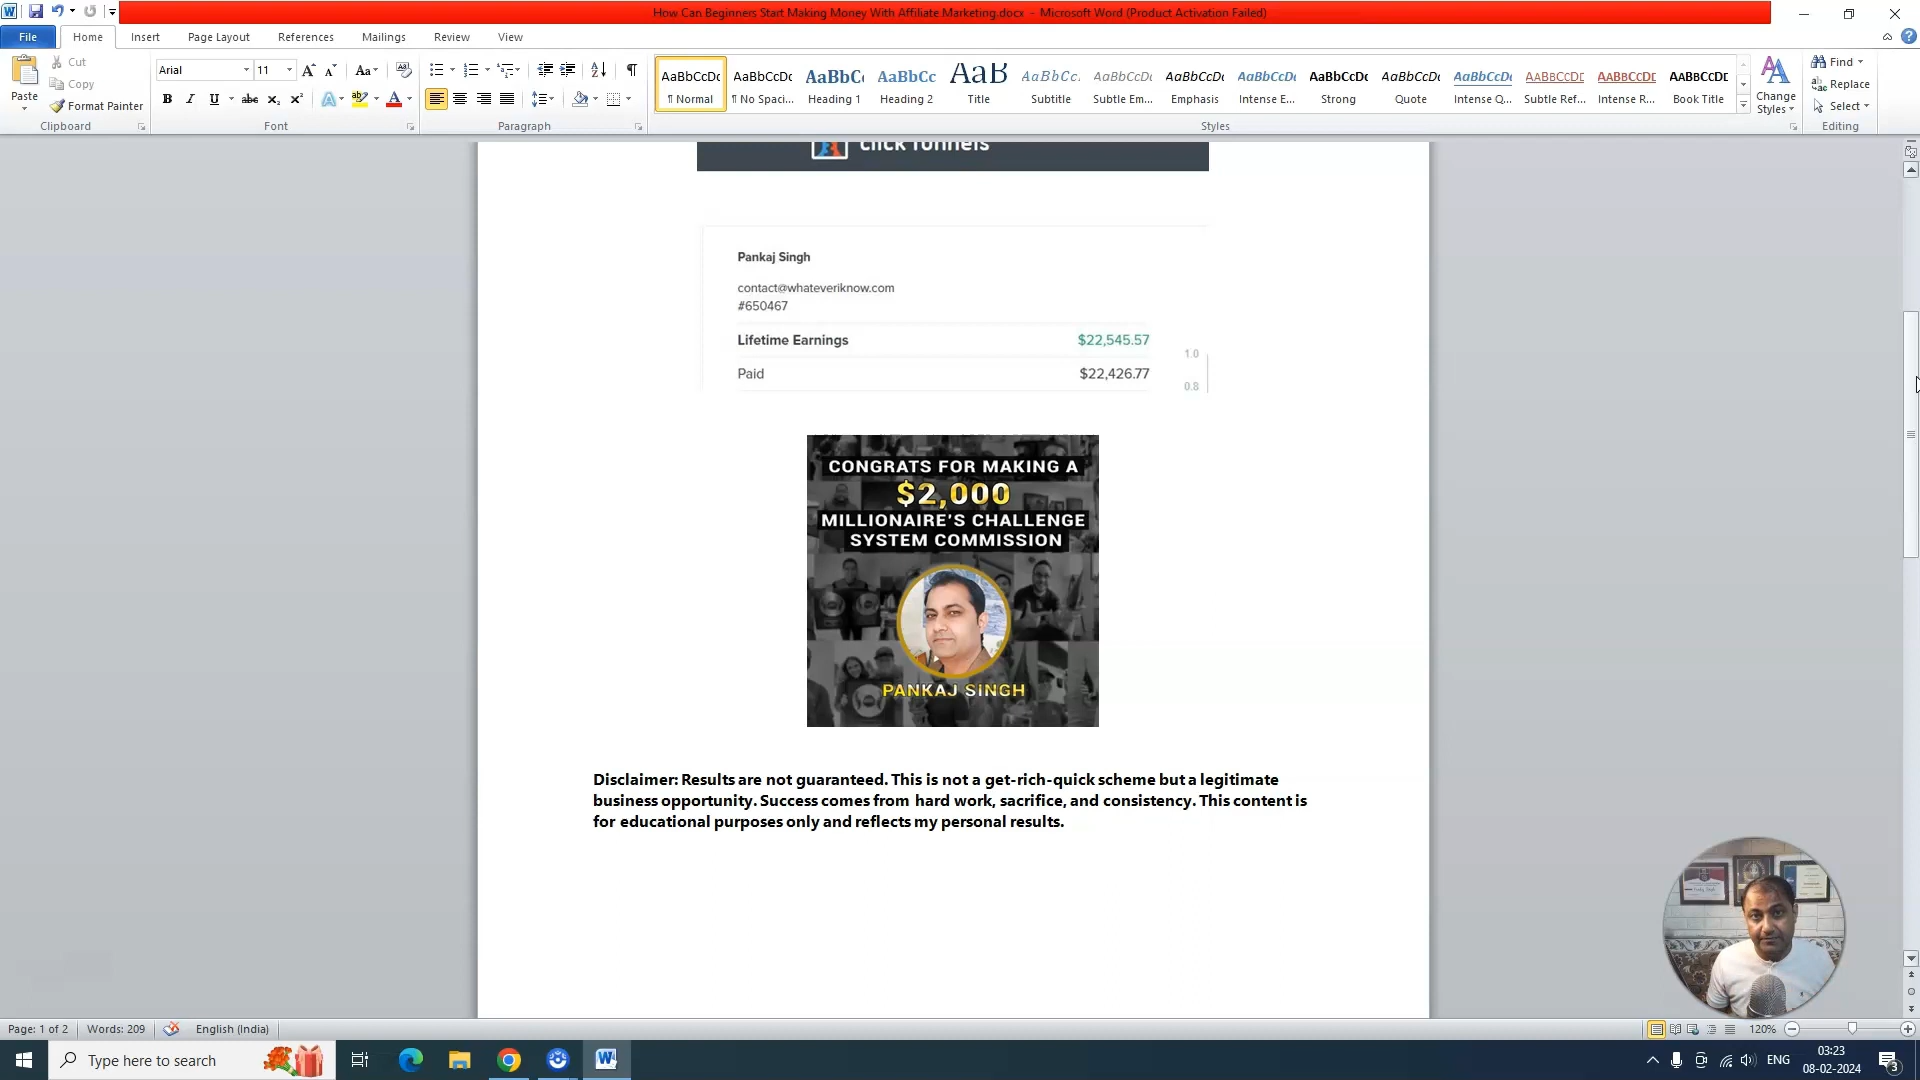 How Can Beginners Start Making Money With Affiliate Marketing.docx - Microsoft Word (Product Activation Failed)
File Home Insert Page Layout References Mailings Review View
Cut
Copy
Format Painter
Paste
Clipboard
Arial 11
Font
Paragraph
AaBbCcDc AaBbCcDc AaBbC AaBbCc AaB AaBbCc. AaBbCcDc AaBbCcDc AaBbCcDc AaBbCcDc AaBbCcDc AaBbCcDc AABBCCDE AABBCCDE AABBCCDE
¶ Normal ¶ No Spaci... Heading 1 Heading 2 Title Subtitle Subtle Em... Emphasis Intense E... Strong Quote Intense Q... Subtle Ref... Intense R... Book Title
Styles
Change
Styles
Find
Replace
Select
Editing
click funnels
Pankaj Singh
contact@whateveriknow.com
#650467
Lifetime Earnings $22,545.57
1.0
Paid $22,426.77
0.8
CONGRATS FOR MAKING A
$2,000
MILLIONAIRE'S CHALLENGE
SYSTEM COMMISSION
PANKAJ SINGH
Disclaimer: Results are not guaranteed. This is not a get-rich-quick scheme but a legitimate
business opportunity. Success comes from hard work, sacrifice, and consistency. This content is
for educational purposes only and reflects my personal results.
Page: 1 of 2 Words: 209 English (India) 120%
Type here to search
ENG
03:23
08-02-2024
3